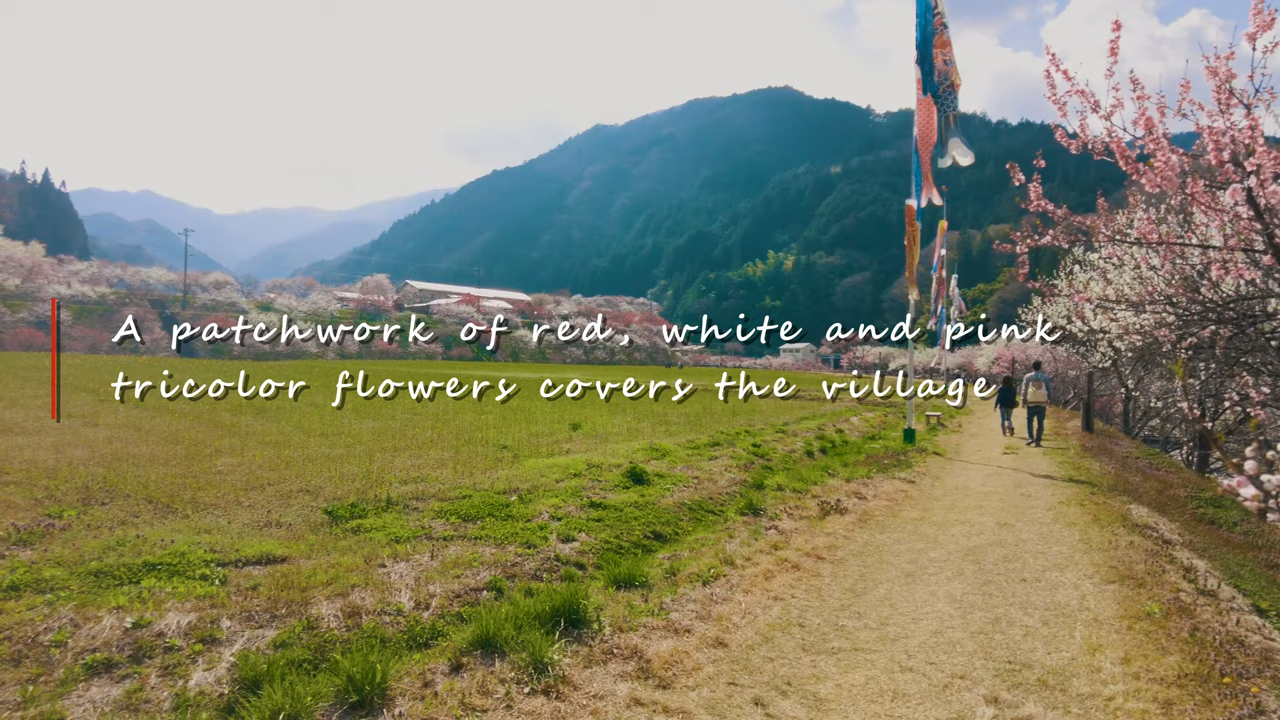 A patchwork of red, white and pink
tricolor flowers covers the village